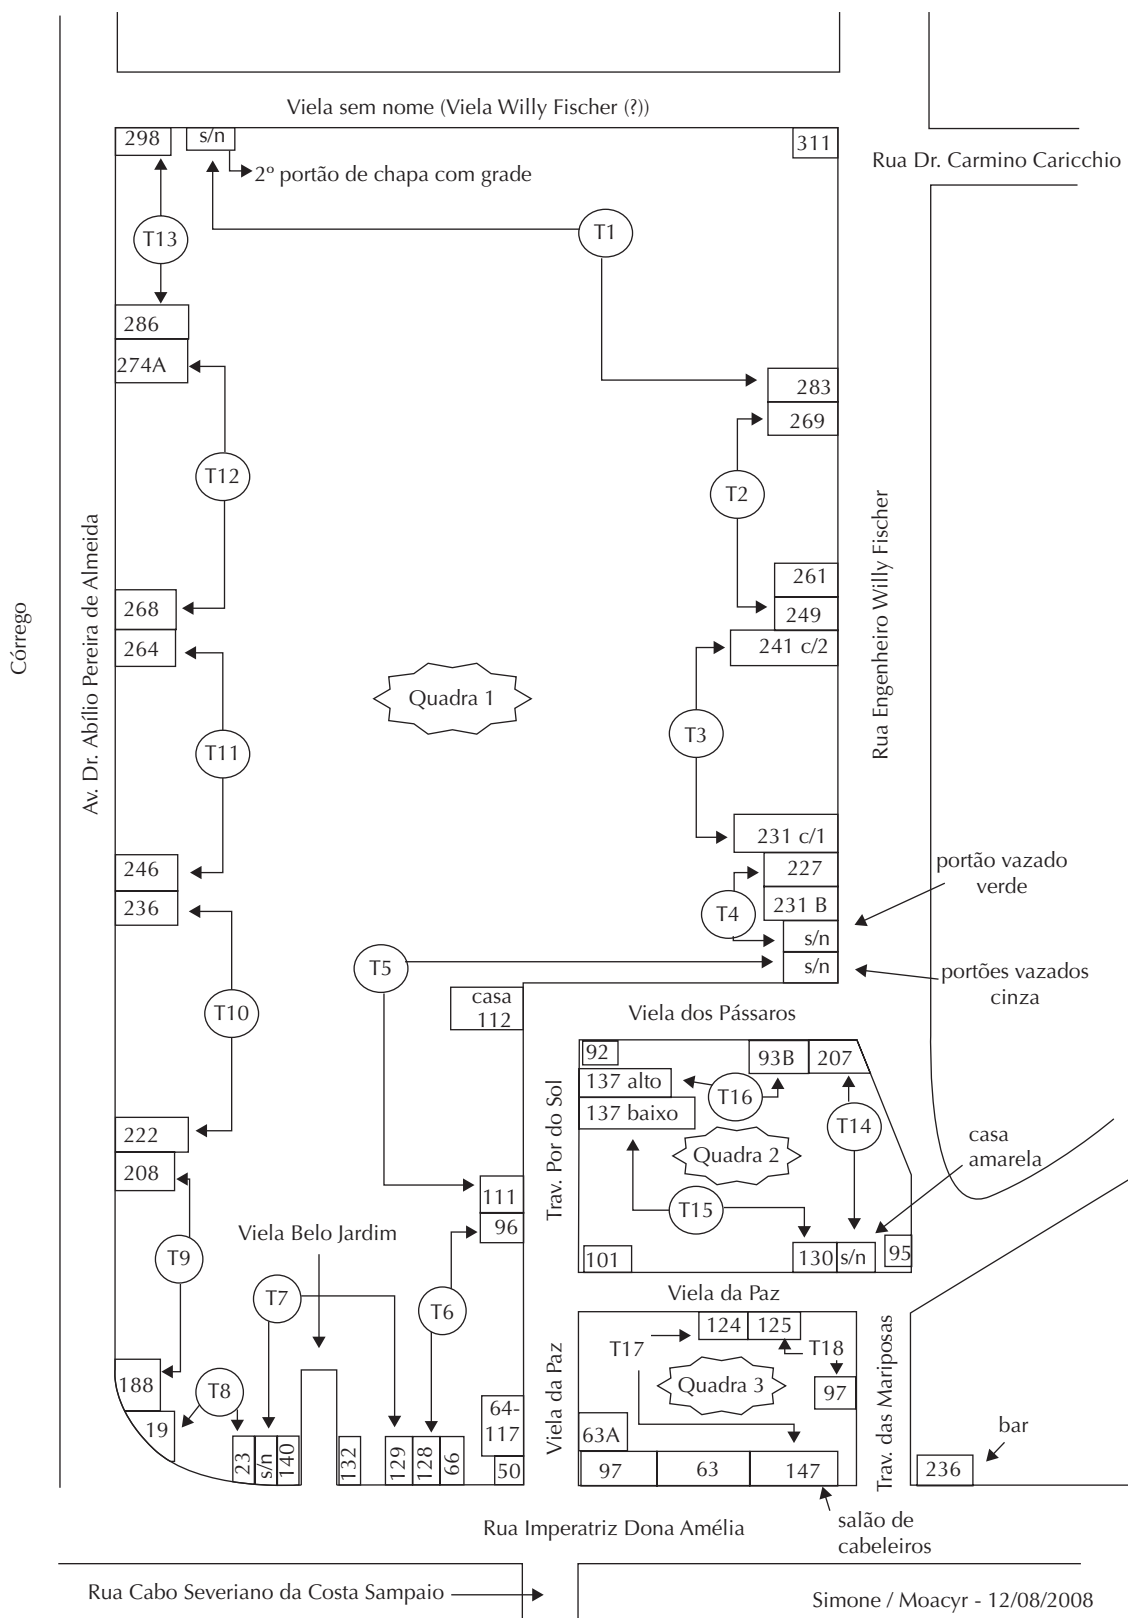 Viela sem nome (Viela Willy Fischer (?))
298
s/n
311
Rua Dr. Carmino Caricchio
2º portão de chapa com grade
T13
T1
286
274A
283
269
T12
T2
Av. Dr. Abílio Pereira de Almeida
Córrego
Rua Engenheiro Willy Fischer
261
268
249
264
241 c/2
Quadra 1
T11
T3
231 c/1
246
227
portão vazado
verde
236
231 B
T4
s/n
T5
s/n
portões vazados
cinza
casa
112
T10
Viela dos Pássaros
92
93B
207
137 alto
T16
137 baixo
Trav. Por do Sol
222
T14
casa
amarela
Quadra 2
208
111
T15
96
Viela Belo Jardim
T9
101
130
s/n
95
T7
T6
Viela da Paz
124
125
T17
T18
Viela da Paz
Trav. das Mariposas
188
T8
Quadra 3
97
19
64-
117
63A
bar
23
s/n
140
132
129
128
66
50
97
63
147
236
Rua Imperatriz Dona Amélia
salão de
cabeleiros
Rua Cabo Severiano da Costa Sampaio
Simone / Moacyr - 12/08/2008